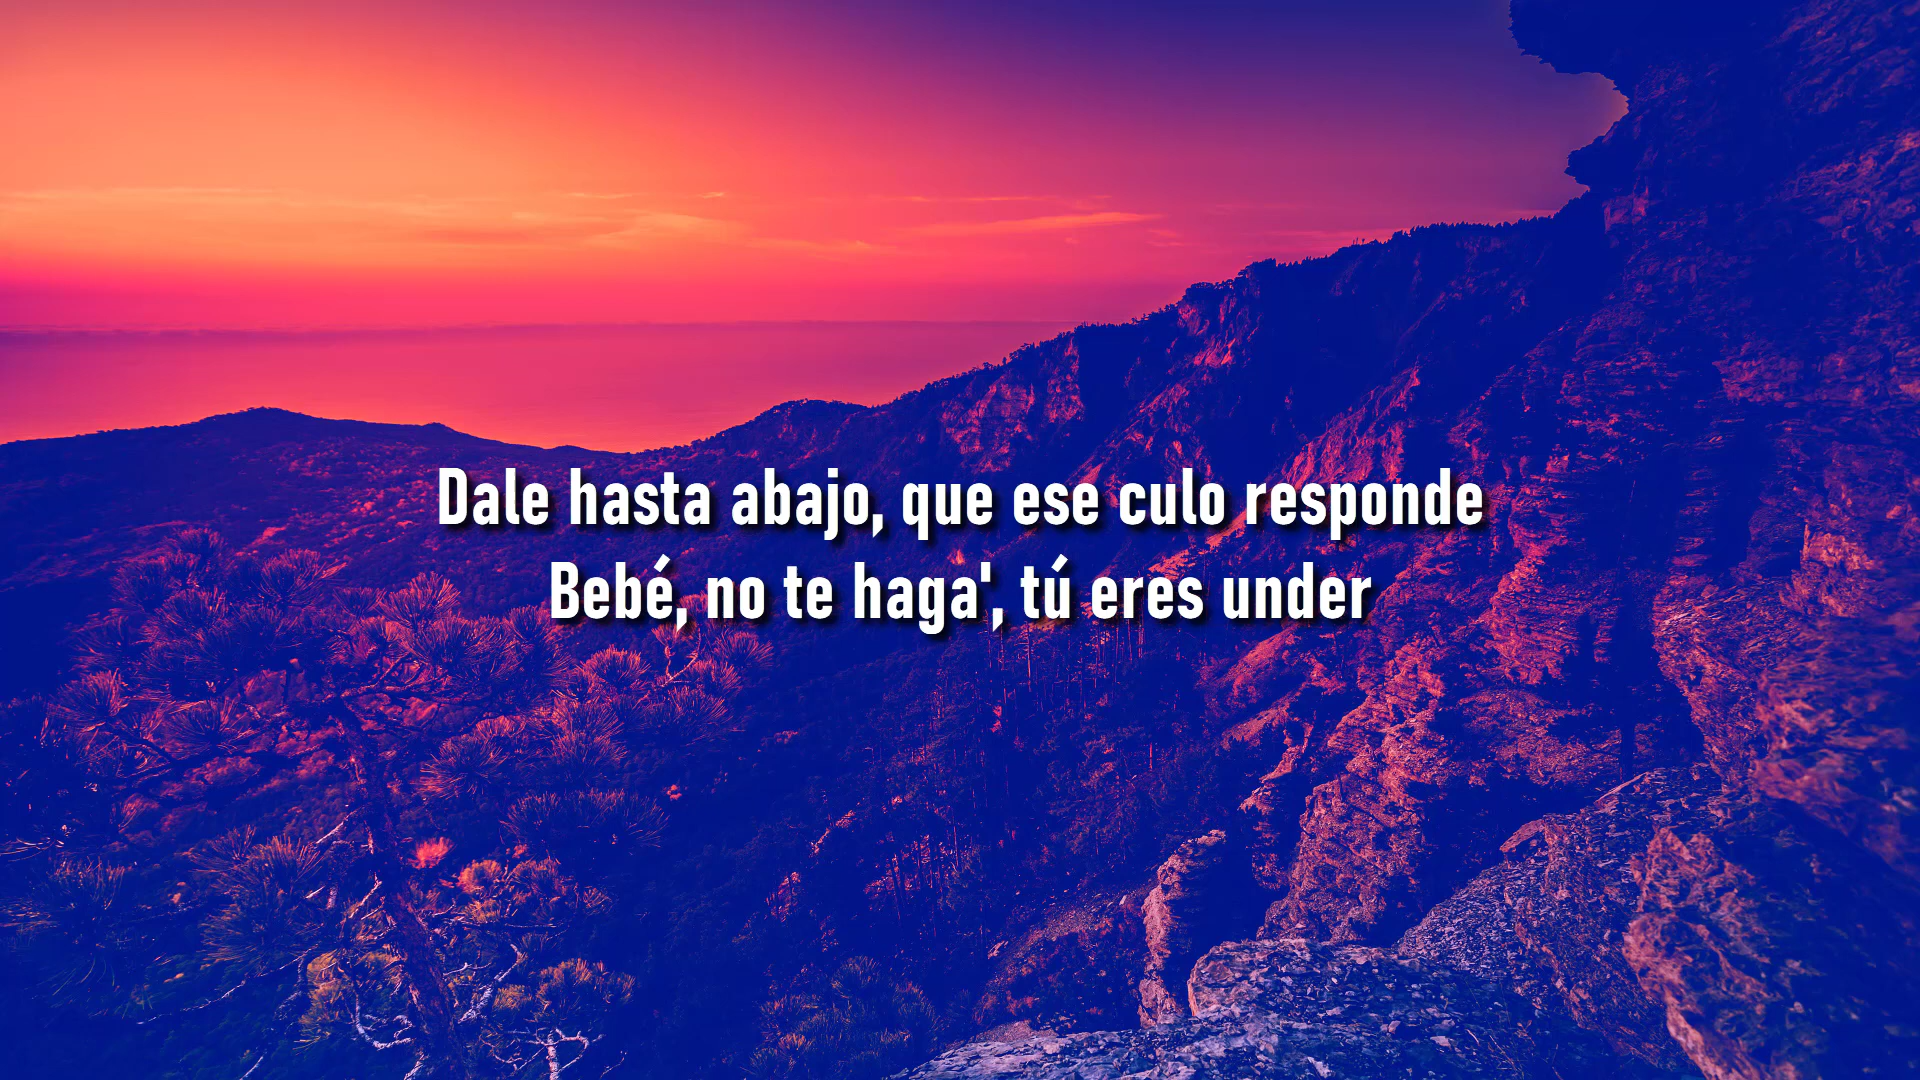 Dale hasta abajo, que ese culo responde
Bebé, no te haga', tú eres under